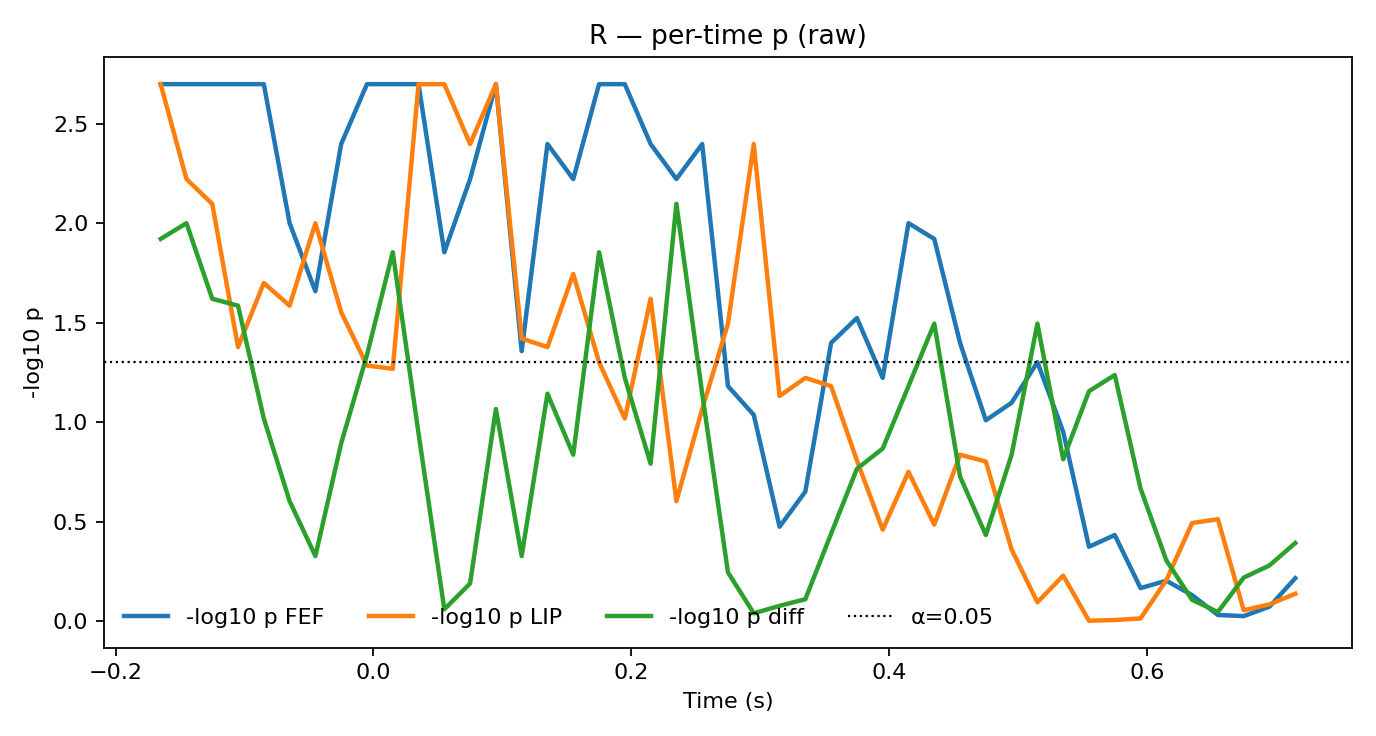 R — per-time p (raw)
-log10 p
2.5
2.0
1.5
1.0
0.5
0.0
-log10 p FEF -log10 p LIP -log10 p diff α=0.05
−0.2 0.0 0.2 0.4 0.6
Time (s)